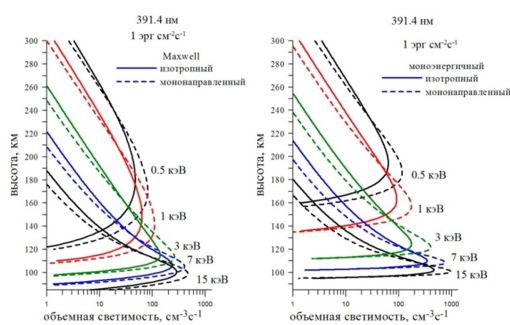 391.4 нм
1 эрг см⁻²с⁻¹
Maxwell
изотропный
мононаправленный
высота, км
300
280
260
240
220
200
180
160
140
120
100
0.5 кэВ
1 кэВ
3 кэВ
7 кэВ
15 кэВ
1
10
100
1000
объемная светимость, см⁻³с⁻¹
391.4 нм
1 эрг см⁻²с⁻¹
моноэнергичный
изотропный
мононаправленный
высота, км
300
280
260
240
220
200
180
160
140
120
100
0.5 кэВ
1 кэВ
3 кэВ
7 кэВ
15 кэВ
1
10
100
1000
объемная светимость, см⁻³с⁻¹